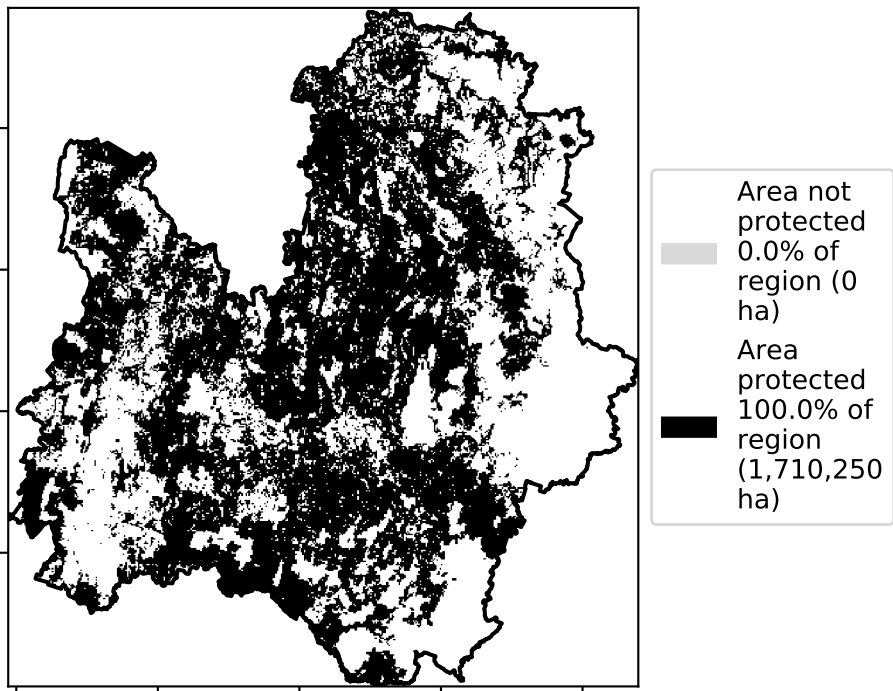 Area not
protected
0.0% of
region (0
ha)
Area
protected
100.0% of
region
(1,710,250
ha)